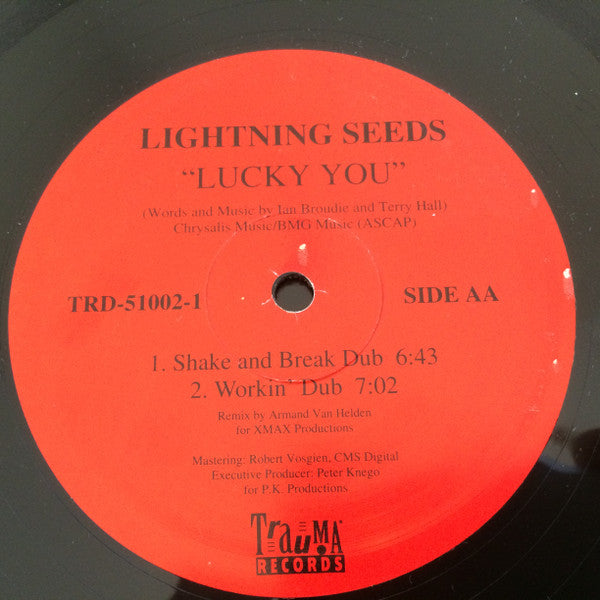 LIGHTNING SEEDS
"LUCKY YOU"
(Words and Music by Ian Broudie and Terry Hall)
Chrysalis Music/BMG Music (ASCAP)
TRD-51002-1 SIDE AA
1. Shake and Break Dub 6:43
2. Workin' Dub 7:02
Remix by Armand Van Helden
for XMAX Productions
Mastering: Robert Vosgien, CMS Digital
Executive Producer: Peter Knego
for P.K. Productions
TRAUMA
RECORDS